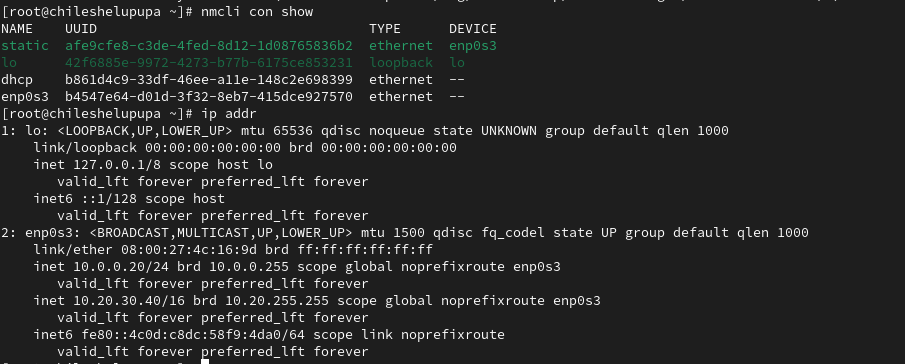 [root@chileshelupupa ~]# nmcli con show
NAME    UUID                                  TYPE      DEVICE
static  afe9cfe8-c3de-4fed-8d12-1d08765836b2  ethernet  enp0s3
lo      42f6885e-9972-4273-b77b-6175ce853231  loopback  lo
dhcp    b861d4c9-33df-46ee-a11e-148c2e698399  ethernet  --
enp0s3  b4547e64-d01d-3f32-8eb7-415dce927570  ethernet  --
[root@chileshelupupa ~]# ip addr
1: lo: <LOOPBACK,UP,LOWER_UP> mtu 65536 qdisc noqueue state UNKNOWN group default qlen 1000
    link/loopback 00:00:00:00:00:00 brd 00:00:00:00:00:00
    inet 127.0.0.1/8 scope host lo
       valid_lft forever preferred_lft forever
    inet6 ::1/128 scope host
       valid_lft forever preferred_lft forever
2: enp0s3: <BROADCAST,MULTICAST,UP,LOWER_UP> mtu 1500 qdisc fq_codel state UP group default qlen 1000
    link/ether 08:00:27:4c:16:9d brd ff:ff:ff:ff:ff:ff
    inet 10.0.0.20/24 brd 10.0.0.255 scope global noprefixroute enp0s3
       valid_lft forever preferred_lft forever
    inet 10.20.30.40/16 brd 10.20.255.255 scope global noprefixroute enp0s3
       valid_lft forever preferred_lft forever
    inet6 fe80::4c0d:c8dc:58f9:4da0/64 scope link noprefixroute
       valid_lft forever preferred_lft forever